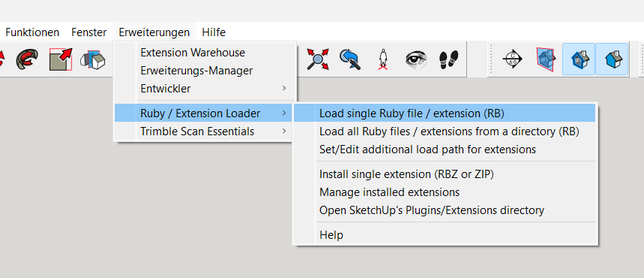 Funktionen Fenster Erweiterungen Hilfe
Extension Warehouse
Erweiterungs-Manager
Entwickler
Ruby / Extension Loader
Trimble Scan Essentials
Load single Ruby file / extension (RB)
Load all Ruby files / extensions from a directory (RB)
Set/Edit additional load path for extensions
Install single extension (RBZ or ZIP)
Manage installed extensions
Open SketchUp's Plugins/Extensions directory
Help